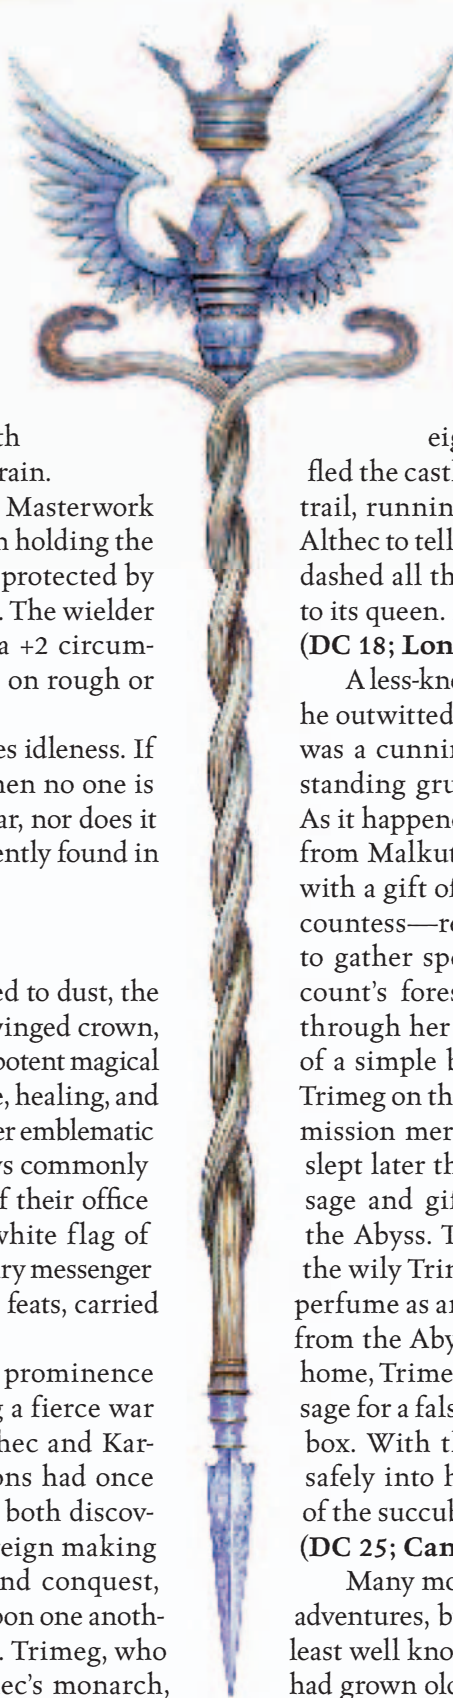 th
rain.
Masterwork
n holding the
protected by
. The wielder
a +2 circum-
on rough or
es idleness. If
hen no one is
ar, nor does it
ently found in
ed to dust, the
vinged crown,
potent magical
e, healing, and
er emblematic
ys commonly
f their office
white flag of
ry messenger
feats, carried
prominence
g a fierce war
hec and Kar-
ons had once
both discov-
eign making
nd conquest,
pon one anoth-
. Trimeg, who
ec's monarch,
eig
fled the castl
trail, runnin
Althec to tell
dashed all th
to its queen.
(DC 18; Lon
A less-kno
he outwitted
was a cunnin
standing gru
As it happene
from Malkut
with a gift of
countess—re
to gather spe
count's fores
through her
of a simple b
Trimeg on th
mission mer
slept later th
sage and gif
the Abyss. T
the wily Trin
perfume as an
from the Aby
home, Trime
sage for a fals
box. With th
safely into h
of the succub
(DC 25; Can
Many mo
adventures, b
least well kno
had grown old